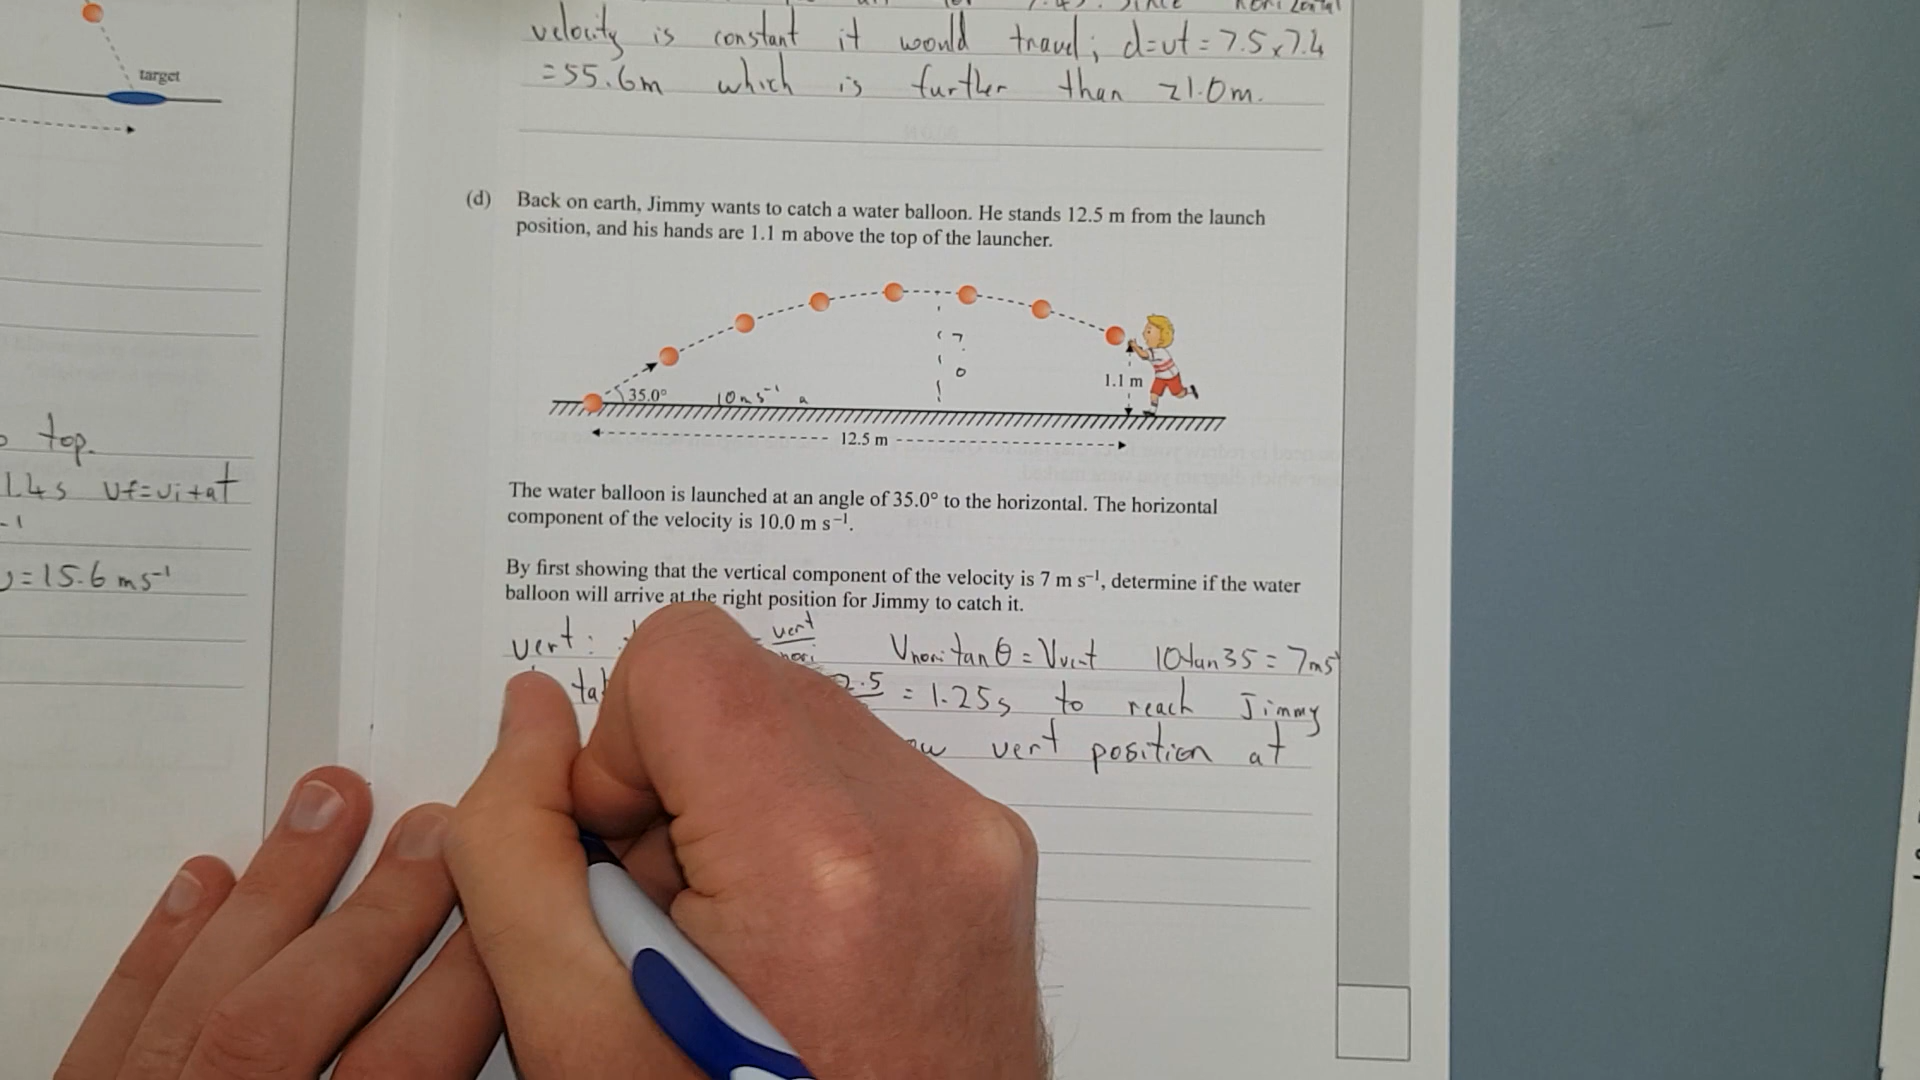 velocity is constant it would travel; d=vt = 7.5 x 7.4
= 55.6m which is further than 21.0m.
target
(d) Back on earth, Jimmy wants to catch a water balloon. He stands 12.5 m from the launch
position, and his hands are 1.1 m above the top of the launcher.
1.1 m
35.0°
10ms⁻¹
12.5 m
top.
1.4s vf=vi+at
The water balloon is launched at an angle of 35.0° to the horizontal. The horizontal
component of the velocity is 10.0 m s⁻¹.
=15.6 ms⁻¹
By first showing that the vertical component of the velocity is 7 m s⁻¹, determine if the water
balloon will arrive at the right position for Jimmy to catch it.
vert: vert Vhori tanθ = Vvert 10tan35 = 7ms
hori
2.5 = 1.25s to reach Jimmy
vert position at